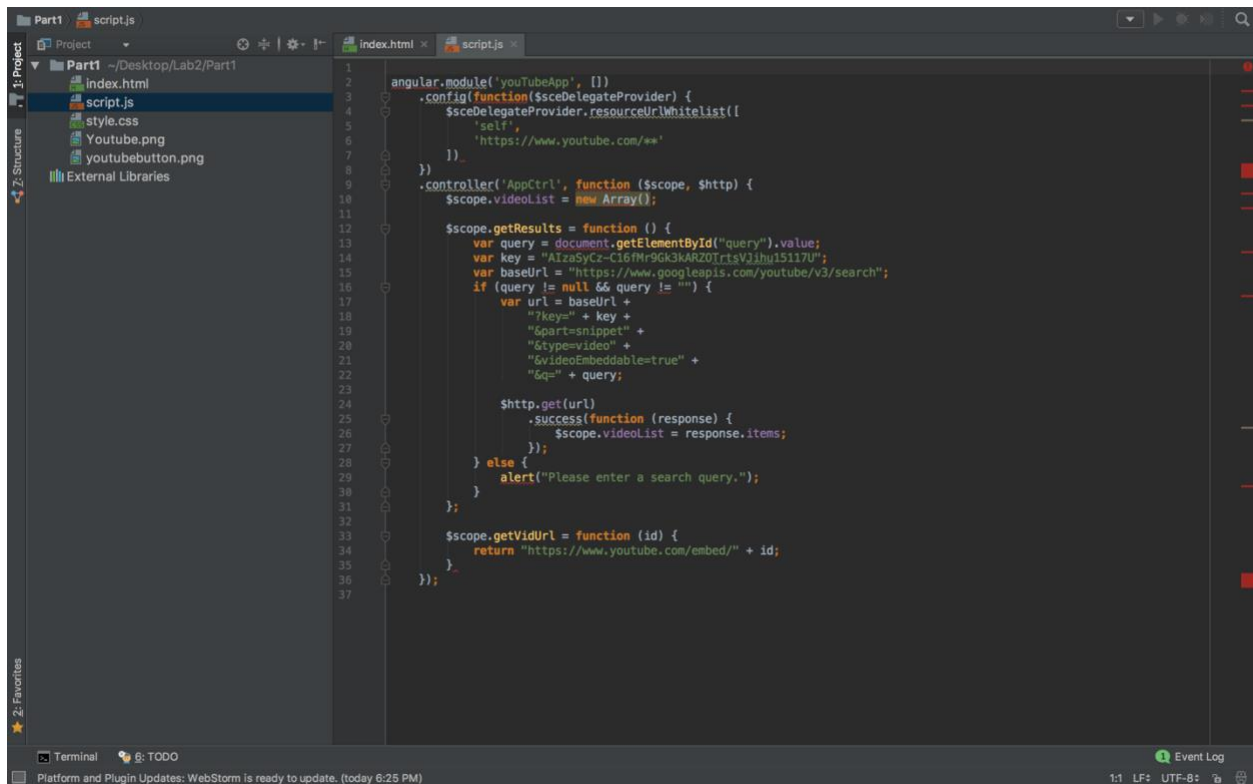 Part1 script.js
Project
index.html
script.js
1: Project
Part1 ~/Desktop/Lab2/Part1
index.html
script.js
style.css
Youtube.png
youtubebutton.png
External Libraries
7: Structure
2: Favorites
1
2 angular.module('youTubeApp', [])
3 .config(function($sceDelegateProvider) {
4 $sceDelegateProvider.resourceUrlWhitelist([
5 'self',
6 'https://www.youtube.com/**'
7 ])
8 })
9 .controller('AppCtrl', function ($scope, $http) {
10 $scope.videoList = new Array();
11
12 $scope.getResults = function () {
13 var query = document.getElementById("query").value;
14 var key = "";
15 var baseUrl = "https://www.googleapis.com/youtube/v3/search";
16 if (query != null && query != "") {
17 var url = baseUrl +
18 "?key=" + key +
19 "&part=snippet" +
20 "&type=video" +
21 "&videoEmbeddable=true" +
22 "&q=" + query;
23
24 $http.get(url)
25 .success(function (response) {
26 $scope.videoList = response.items;
27 });
28 } else {
29 alert("Please enter a search query.");
30 }
31 };
32
33 $scope.getVidUrl = function (id) {
34 return "https://www.youtube.com/embed/" + id;
35 }
36 });
37
Terminal 6: TODO
1 Event Log
Platform and Plugin Updates: WebStorm is ready to update. (today 6:25 PM)
1:1 LF÷ UTF-8÷